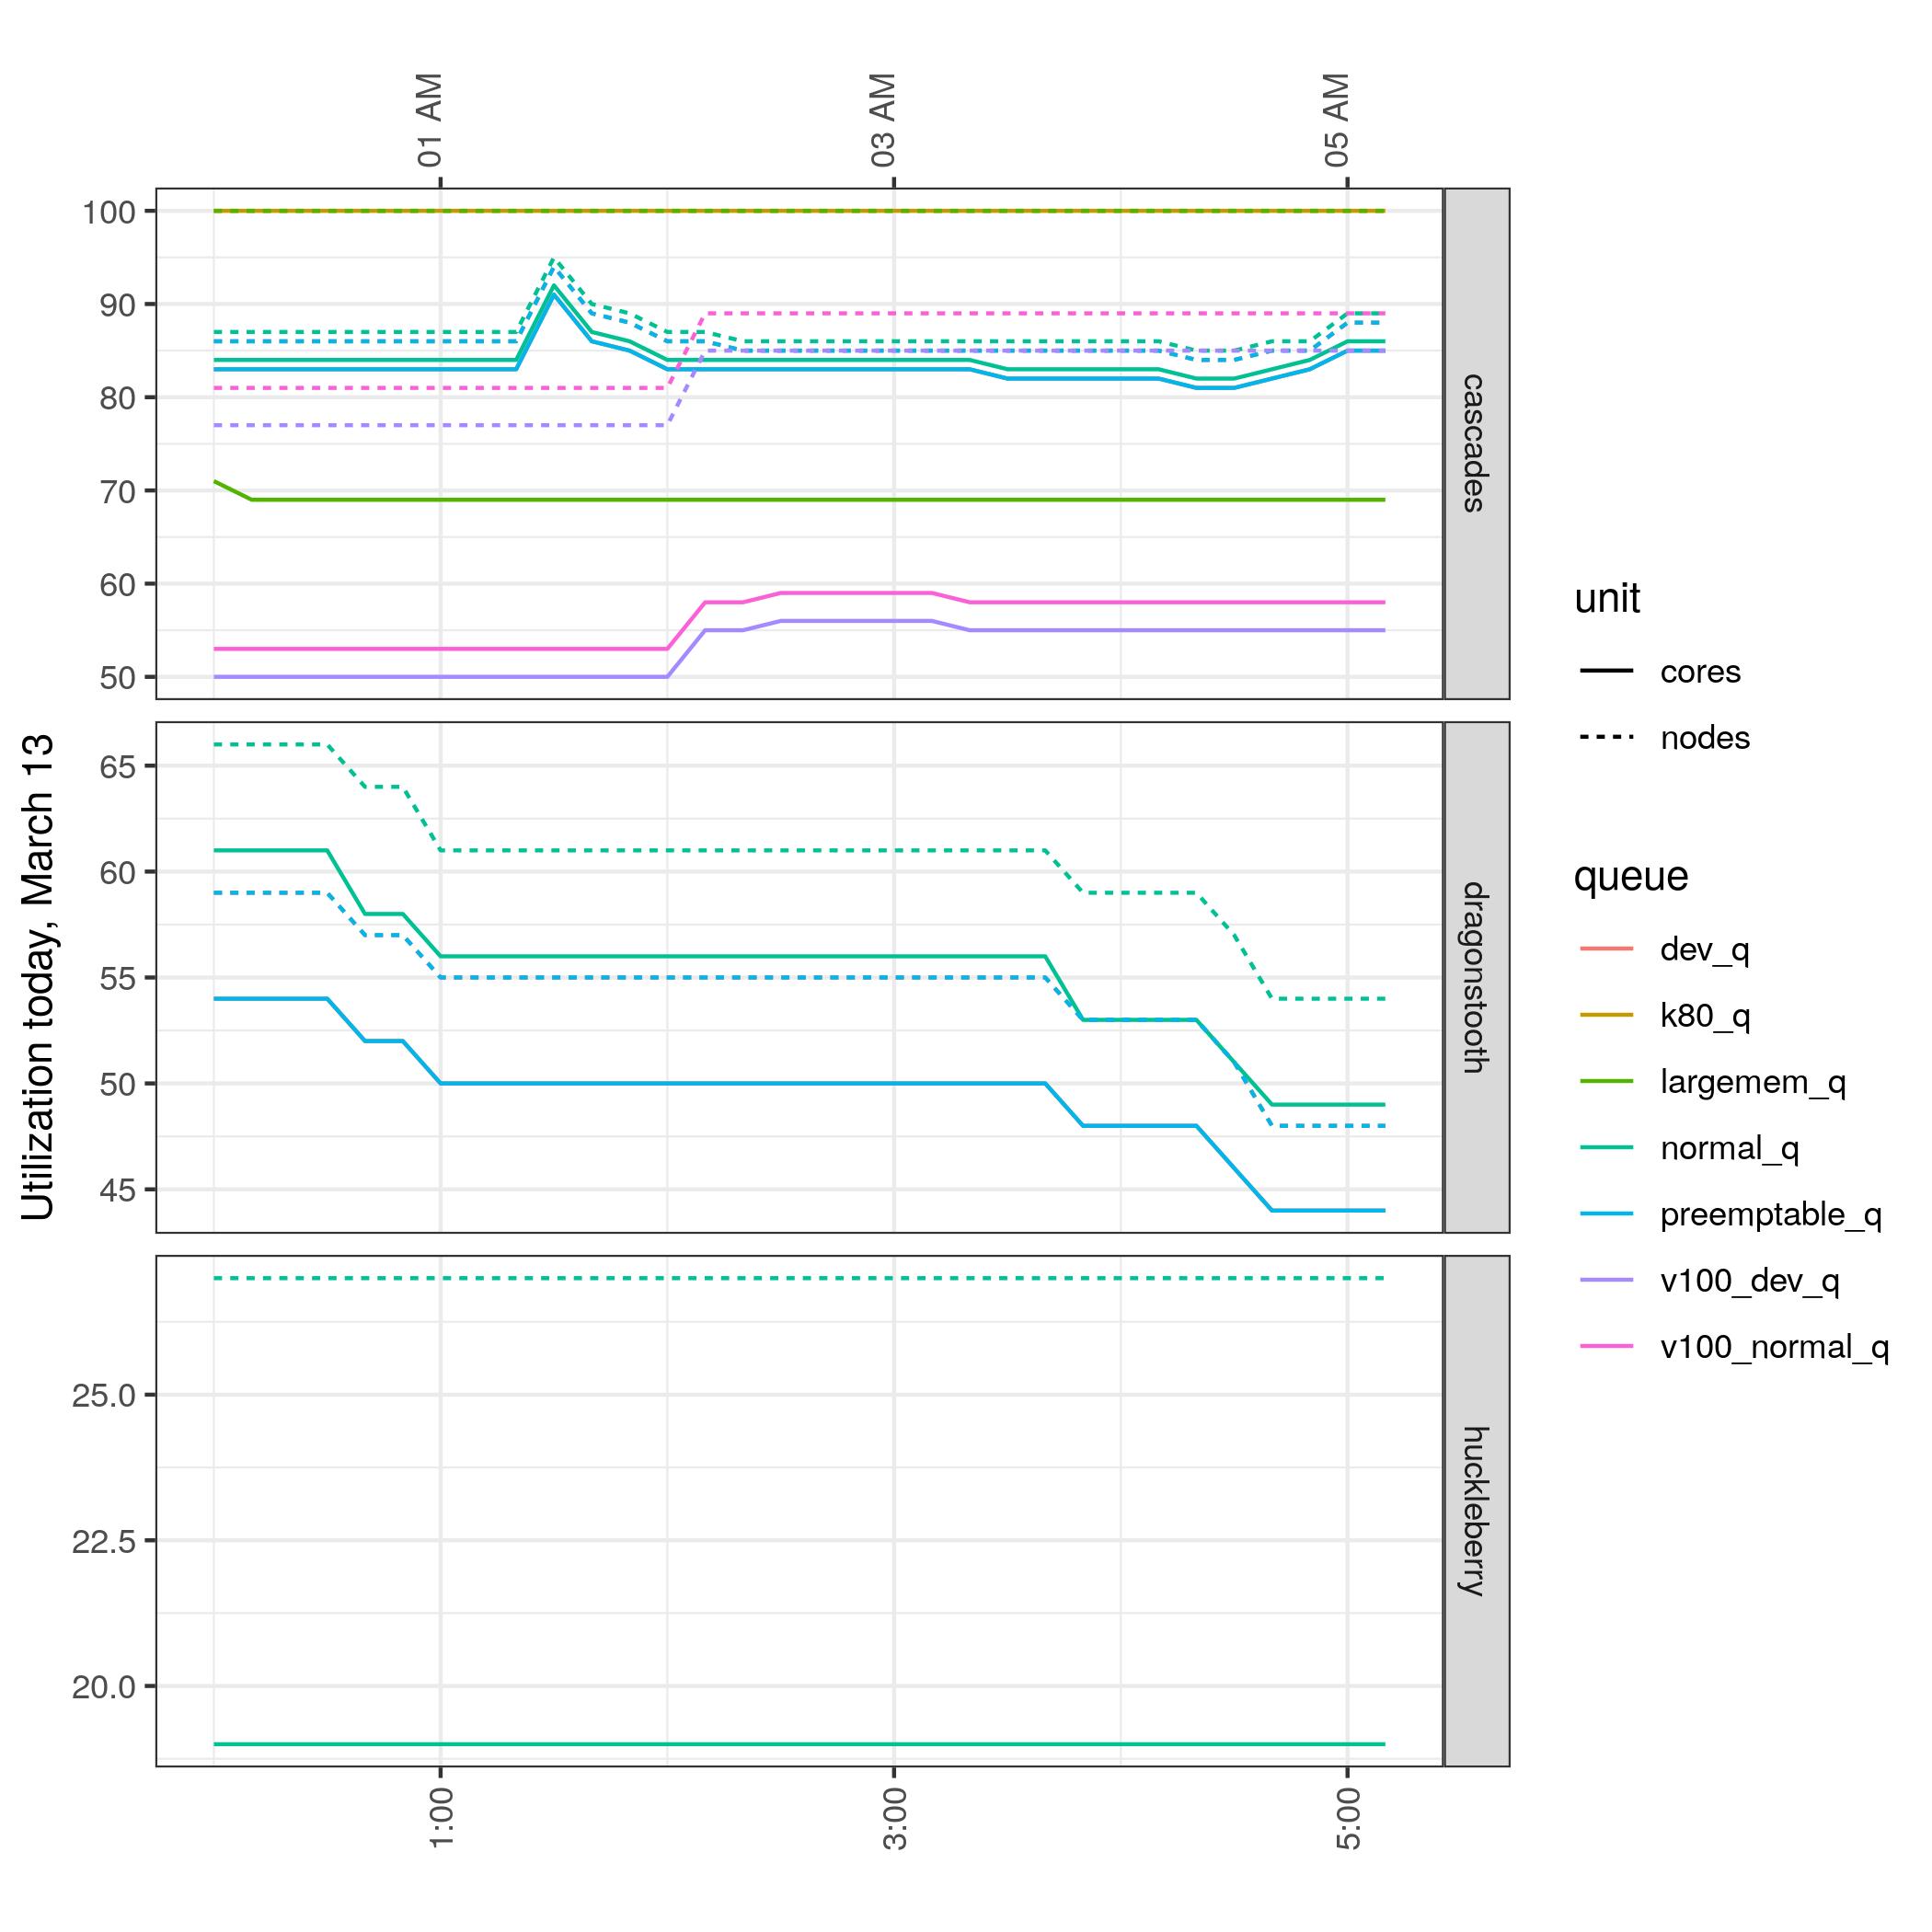 01 AM
03 AM
05 AM
100
90
80
70
60
50
cascades
Utilization today, March 13
65
60
55
50
45
dragonstooth
25.0
22.5
20.0
huckleberry
1:00
3:00
5:00
unit
cores
nodes
queue
dev_q
k80_q
largemem_q
normal_q
preemptable_q
v100_dev_q
v100_normal_q